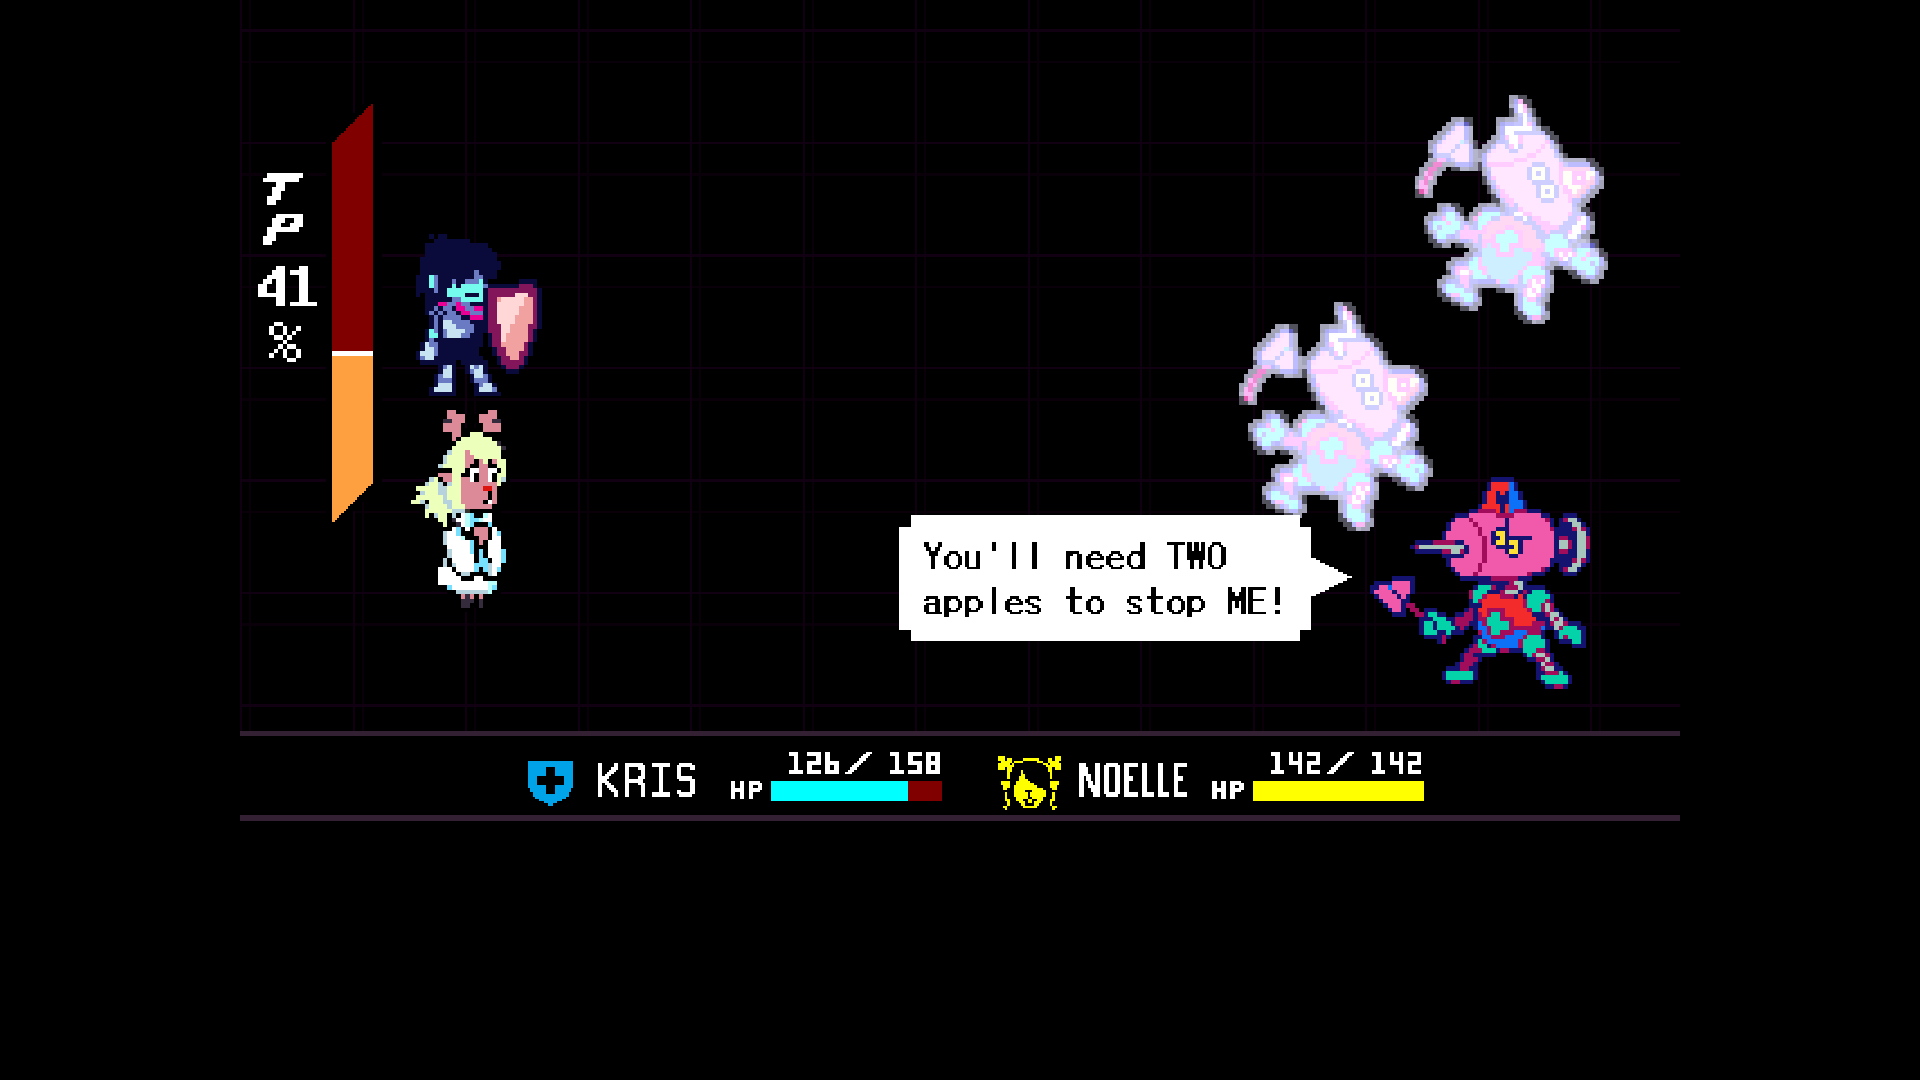 T
P
41
%
You'll need TWO
apples to stop ME!
KRIS HP 126/ 158 NOELLE HP 142/ 142